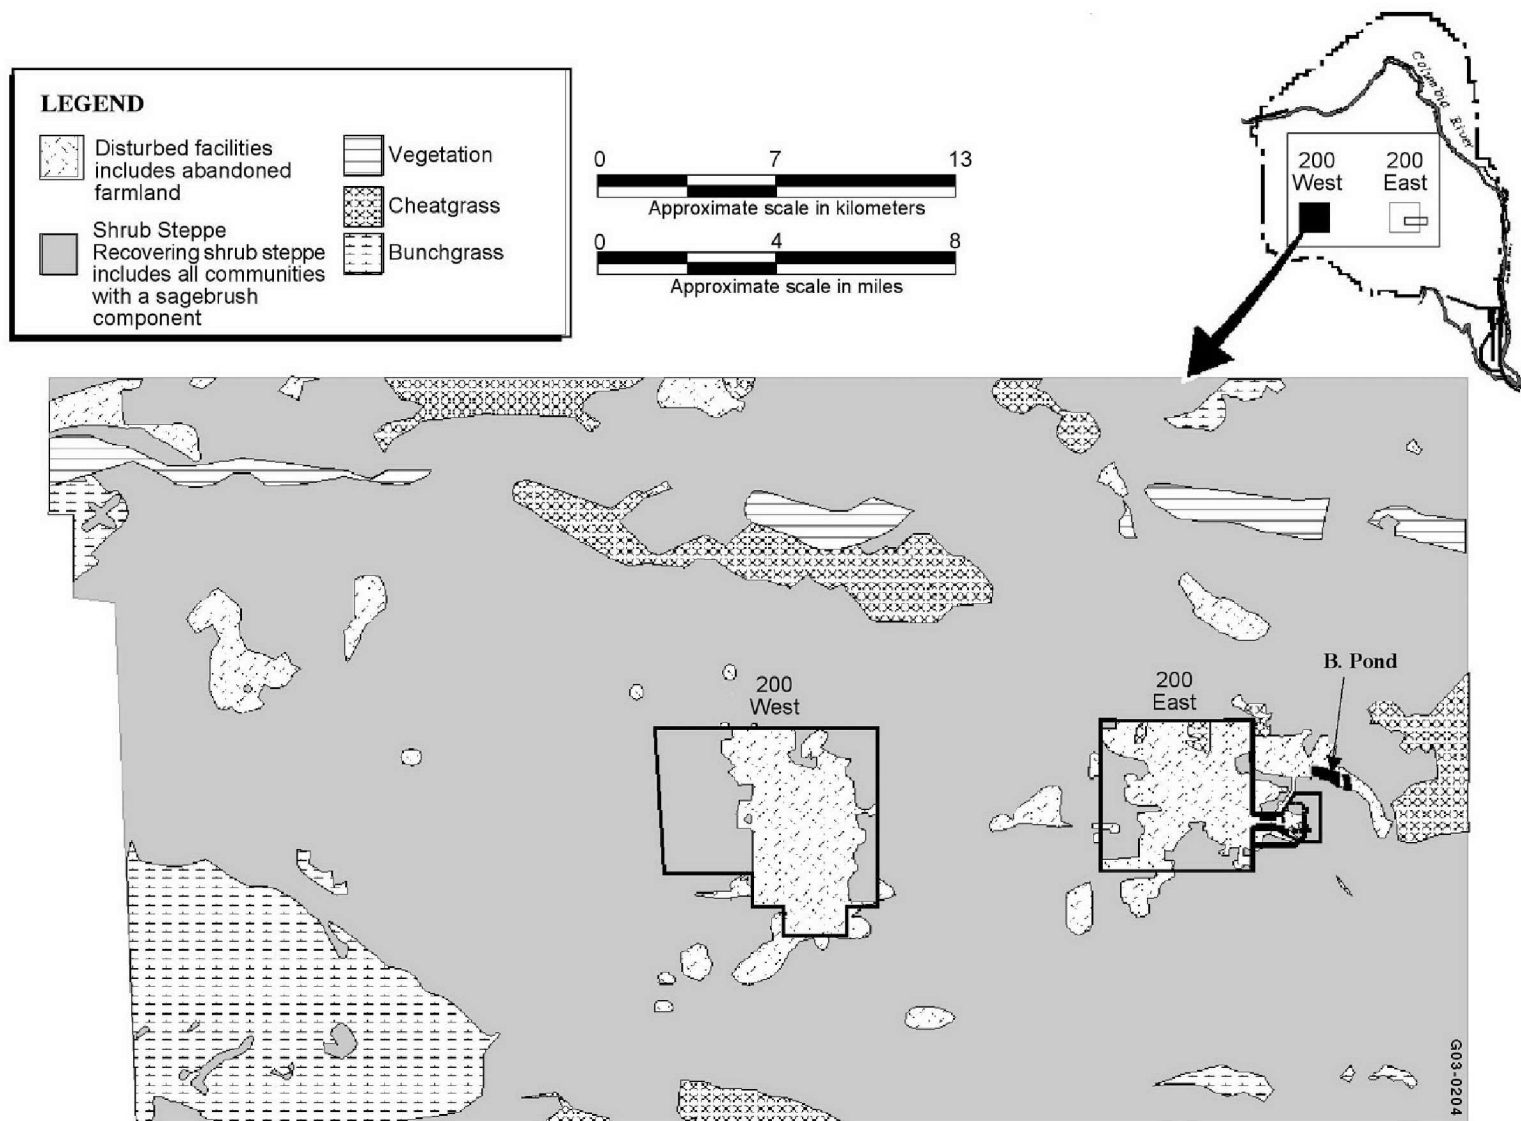 LEGEND
Disturbed facilities
includes abandoned
farmland
Shrub Steppe
Recovering shrub steppe
includes all communities
with a sagebrush
component
Vegetation
Cheatgrass
Bunchgrass
0 7 13
Approximate scale in kilometers
0 4 8
Approximate scale in miles
Columbia River
200
West
200
East
200
West
200
East
B. Pond
G03-0204